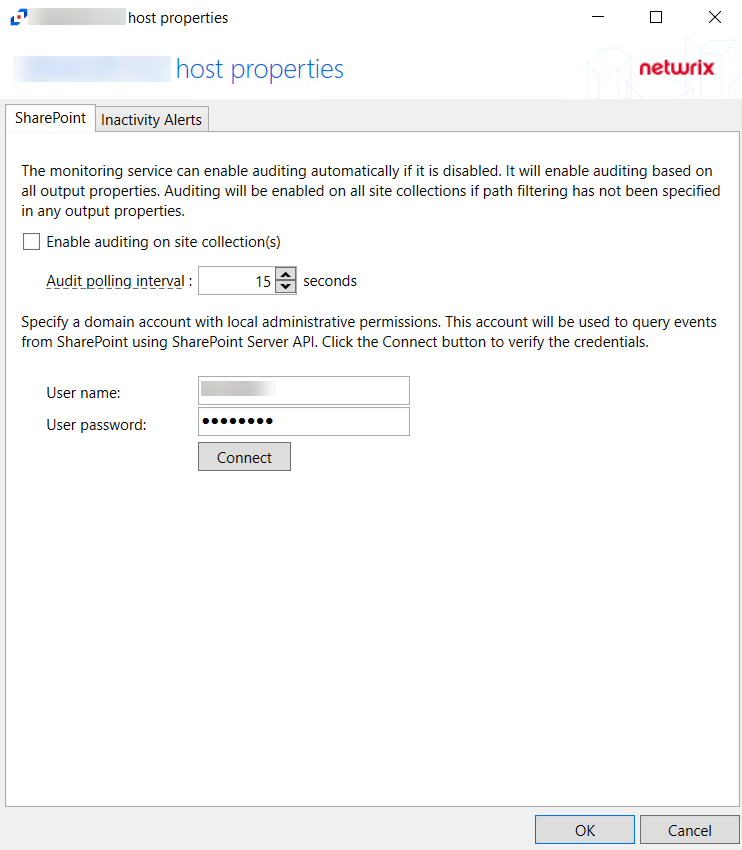 host properties
host properties
netwrix
SharePoint
Inactivity Alerts
The monitoring service can enable auditing automatically if it is disabled. It will enable auditing based on
all output properties. Auditing will be enabled on all site collections if path filtering has not been specified
in any output properties.
Enable auditing on site collection(s)
Audit polling interval : 15 seconds
Specify a domain account with local administrative permissions. This account will be used to query events
from SharePoint using SharePoint Server API. Click the Connect button to verify the credentials.
User name:
User password: ●●●●●●●●
Connect
OK
Cancel